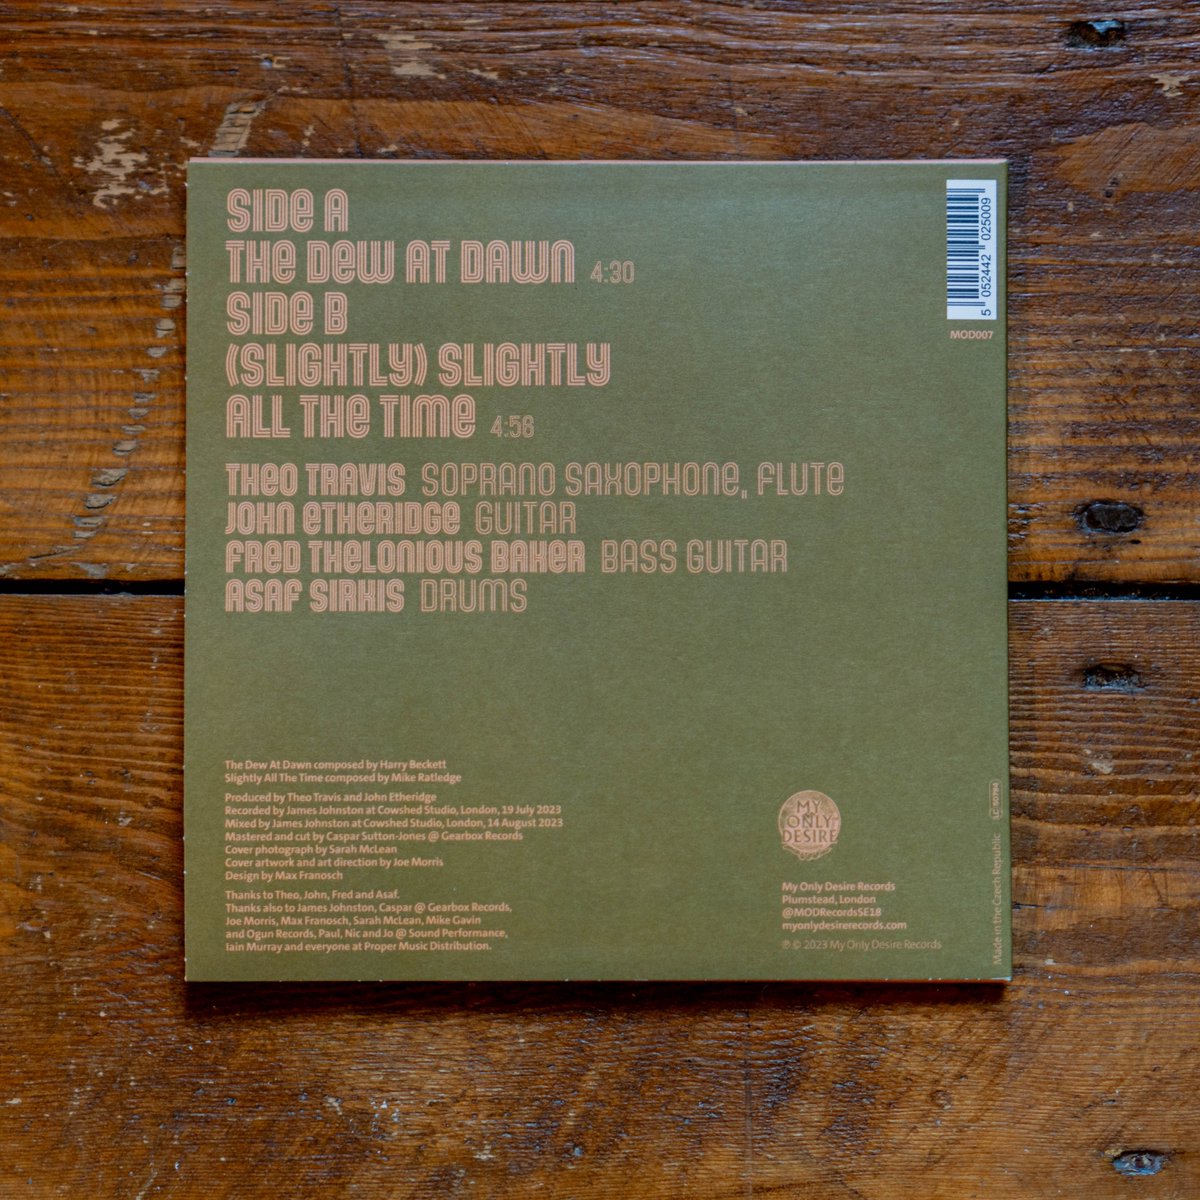 SIDE A
THE DEW AT DAWN 4:30
SIDE B
(SLIGHTLY) SLIGHTLY
ALL THE TIME 4:56
THEO TRAVIS SOPRANO SAXOPHONE, FLUTE
JOHN ETHERIDGE GUITAR
FRED THELONIOUS BAKER BASS GUITAR
ASAF SIRKIS DRUMS
The Dew At Dawn composed by Harry Beckett
Slightly All The Time composed by Mike Ratledge
Produced by Theo Travis and John Etheridge
Recorded by James Johnston at Cowshed Studio, London, 19 July 2023
Mixed by James Johnston at Cowshed Studio, London, 14 August 2023
Mastered and cut by Caspar Sutton-Jones @ Gearbox Records
Cover photograph by Sarah McLean
Cover artwork and art direction by Joe Morris
Design by Max Franosch
Thanks to Theo, John, Fred and Asaf.
Thanks also to James Johnston, Caspar @ Gearbox Records,
Joe Morris, Max Franosch, Sarah McLean, Mike Gavin
and Ogun Records, Paul, Nic and Jo @ Sound Performance,
Iain Murray and everyone at Proper Music Distribution.
5 052442 025009
MOD007
MY
ONLY
DESIRE
My Only Desire Records
Plumstead, London
@MODRecordsSE18
myonlydesirerecords.com
℗ © 2023 My Only Desire Records
Made in the Czech Republic